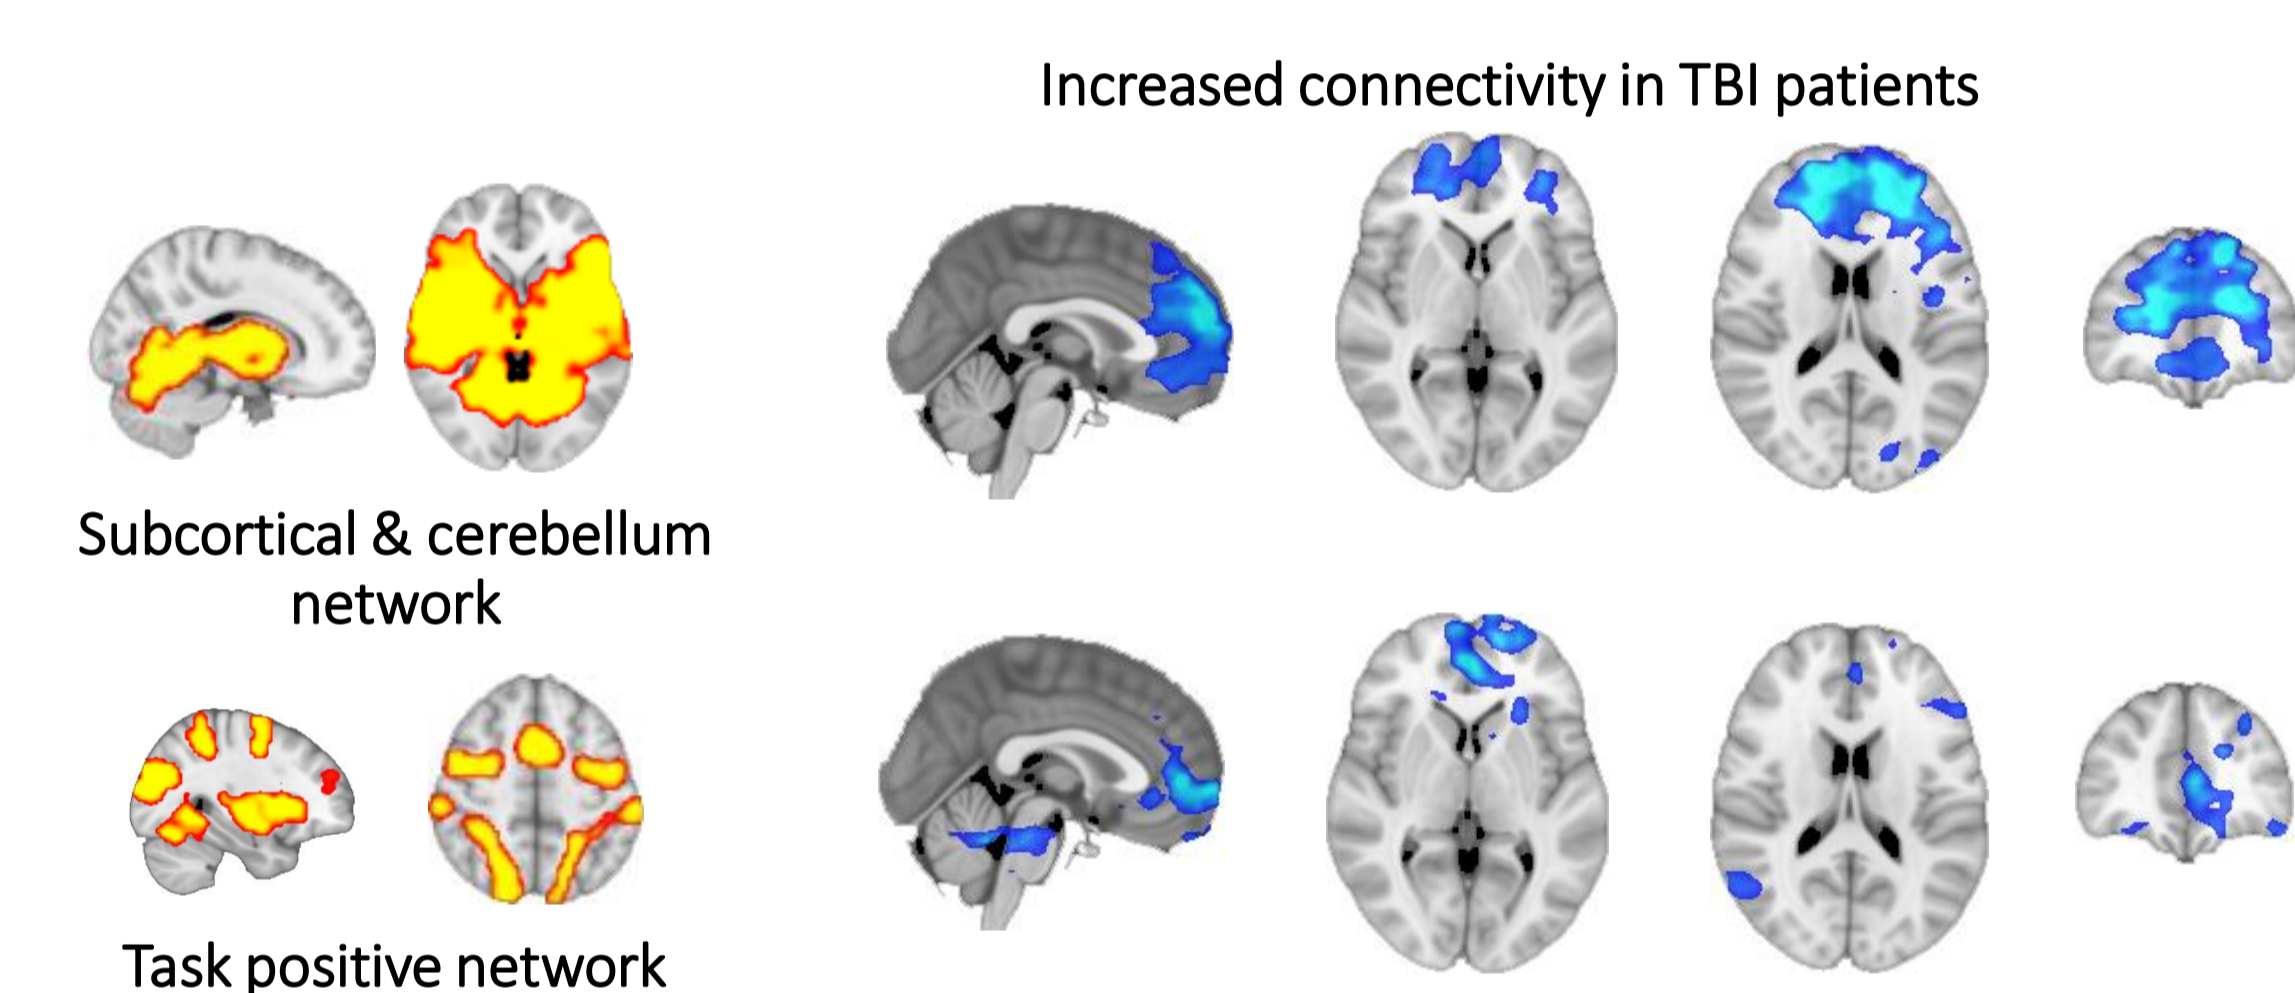 Increased connectivity in TBI patients
Subcortical & cerebellum
network
Task positive network